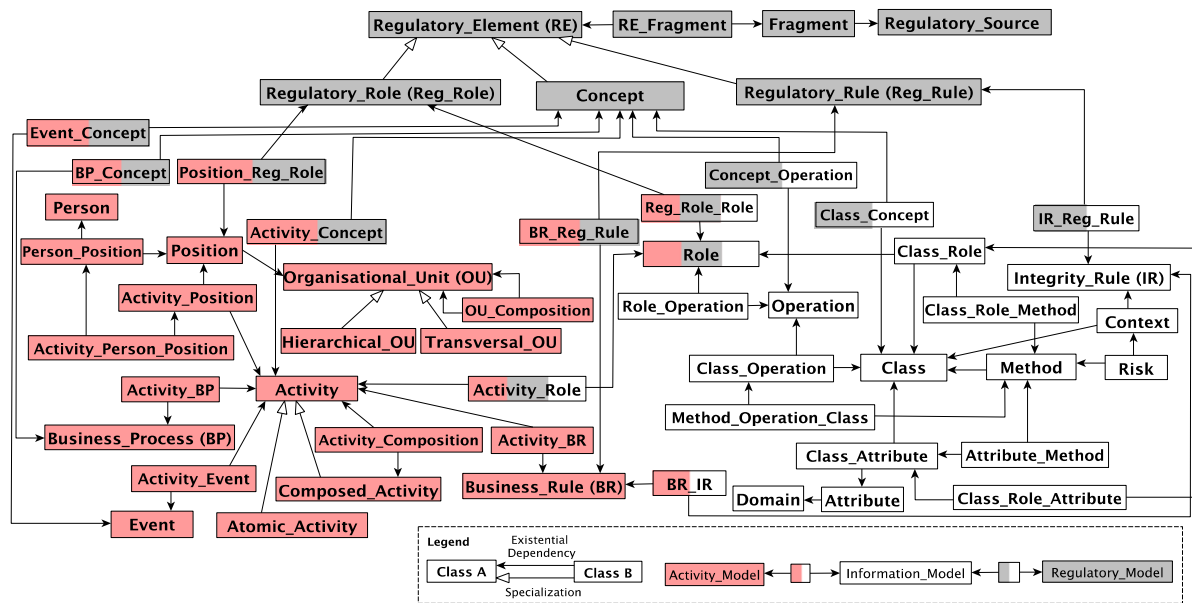 Regulatory_Element (RE)
RE_Fragment
Fragment
Regulatory_Source
Regulatory_Role (Reg_Role)
Concept
Regulatory_Rule (Reg_Rule)
Event_Concept
BP_Concept
Position_Reg_Role
Concept_Operation
Person
Reg_Role_Role
Class_Concept
IR_Reg_Rule
Activity_Concept
BR_Reg_Rule
Person_Position
Position
Role
Class_Role
Organisational_Unit (OU)
Integrity_Rule (IR)
Activity_Position
OU_Composition
Role_Operation
Operation
Class_Role_Method
Context
Hierarchical_OU
Transversal_OU
Activity_Person_Position
Class_Operation
Class
Method
Risk
Activity_BP
Activity
Activity_Role
Method_Operation_Class
Business_Process (BP)
Activity_Composition
Activity_BR
Class_Attribute
Attribute_Method
Activity_Event
Composed_Activity
Business_Rule (BR)
BR_IR
Domain
Attribute
Class_Role_Attribute
Event
Atomic_Activity
Legend
Existential
Dependency
Class A
Class B
Specialization
Activity_Model
Information_Model
Regulatory_Model